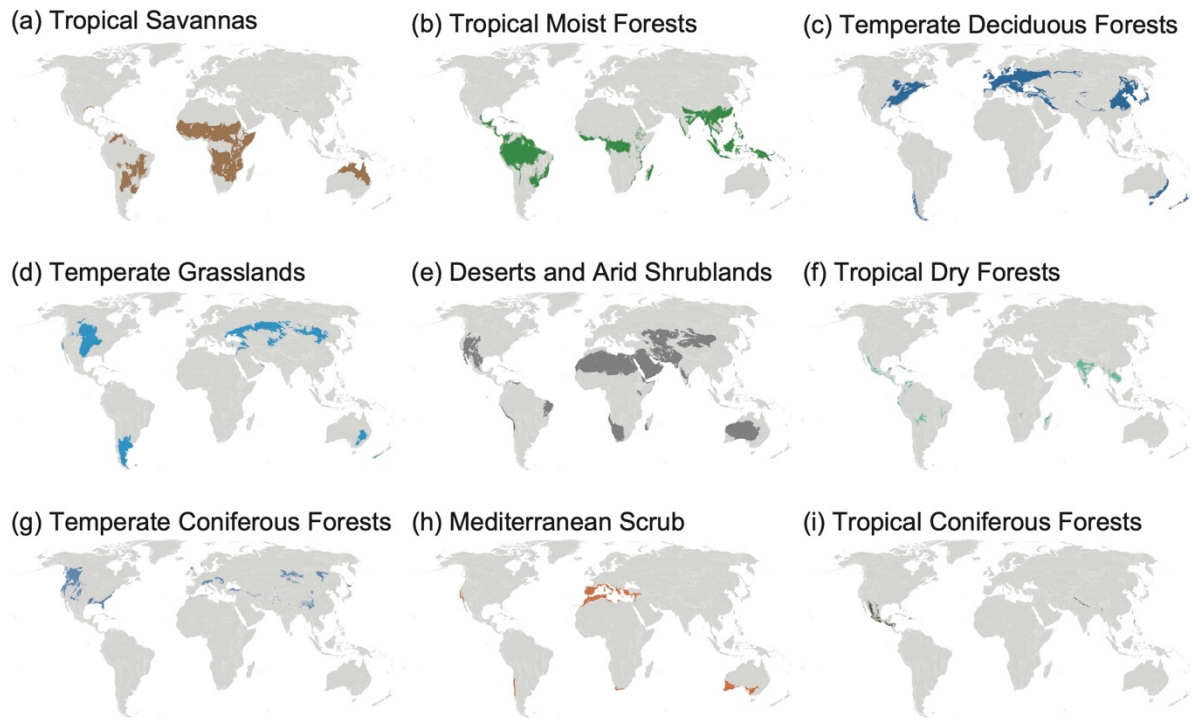 (a) Tropical Savannas
(b) Tropical Moist Forests
(c) Temperate Deciduous Forests
(d) Temperate Grasslands
(e) Deserts and Arid Shrublands
(f) Tropical Dry Forests
(g) Temperate Coniferous Forests
(h) Mediterranean Scrub
(i) Tropical Coniferous Forests